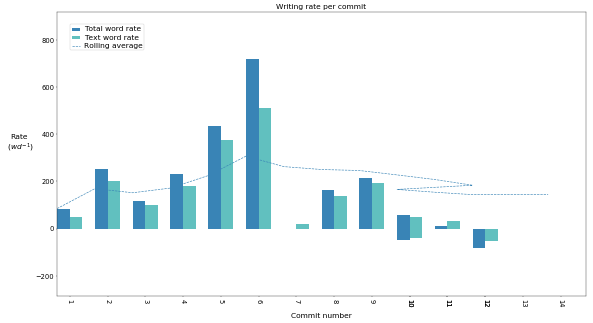 Writing rate per commit
Total word rate
Text word rate
Rolling average
800
600
400
200
0
−200
Rate
(wd⁻¹)
1 2 3 4 5 6 7 8 9 10 11 12 13 14
Commit number